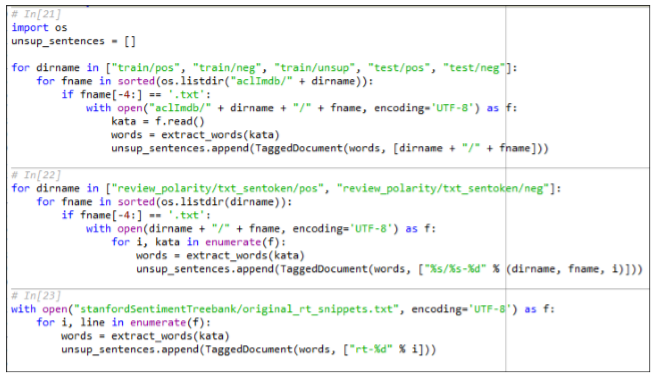 # In[21]
import os
unsup_sentences = []

for dirname in ["train/pos", "train/neg", "train/unsup", "test/pos", "test/neg"]:
    for fname in sorted(os.listdir("aclImdb/" + dirname)):
        if fname[-4:] == '.txt':
            with open("aclImdb/" + dirname + "/" + fname, encoding='UTF-8') as f:
                kata = f.read()
                words = extract_words(kata)
                unsup_sentences.append(TaggedDocument(words, [dirname + "/" + fname]))

# In[22]
for dirname in ["review_polarity/txt_sentoken/pos", "review_polarity/txt_sentoken/neg"]:
    for fname in sorted(os.listdir(dirname)):
        if fname[-4:] == '.txt':
            with open(dirname + "/" + fname, encoding='UTF-8') as f:
                for i, kata in enumerate(f):
                    words = extract_words(kata)
                    unsup_sentences.append(TaggedDocument(words, ["%s/%s-%d" % (dirname, fname, i)]))

# In[23]
with open("stanfordSentimentTreebank/original_rt_snippets.txt", encoding='UTF-8') as f:
    for i, line in enumerate(f):
        words = extract_words(kata)
        unsup_sentences.append(TaggedDocument(words, ["rt-%d" % i]))